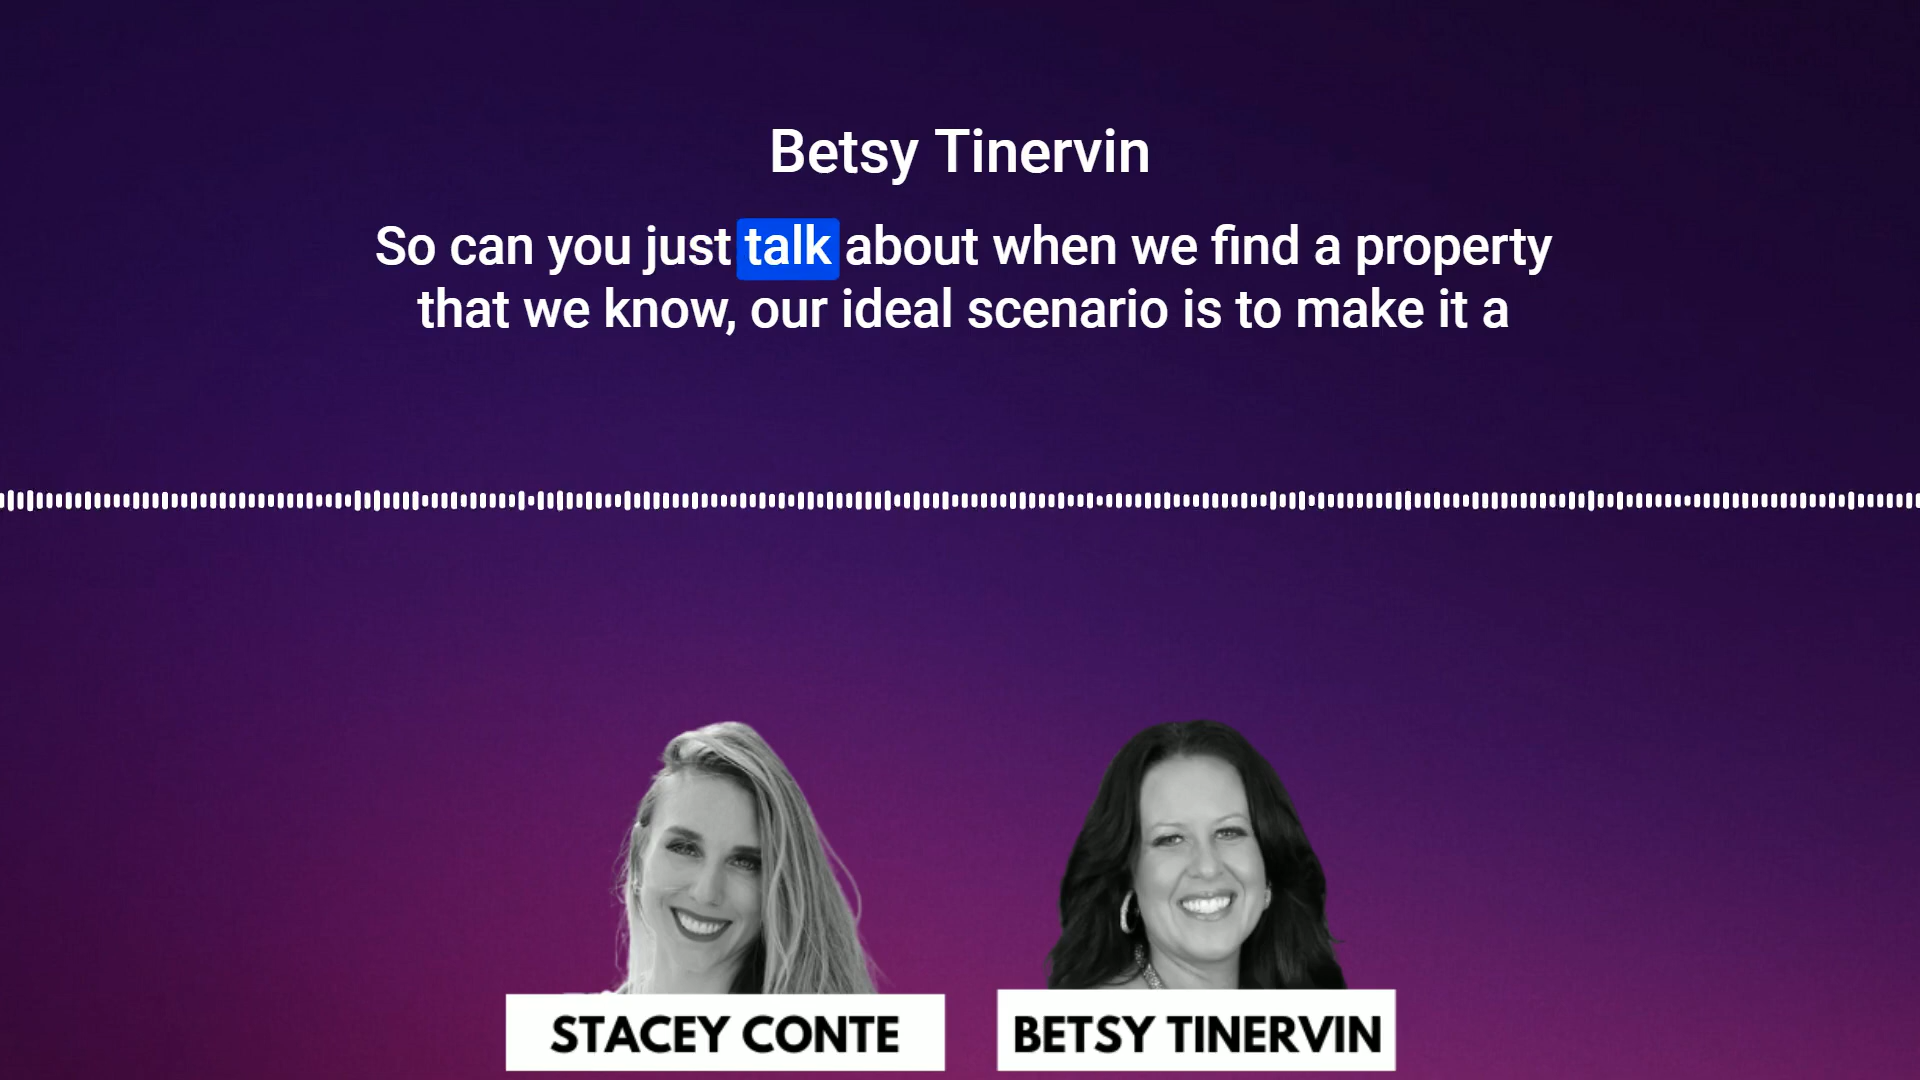 Betsy Tinervin
So can you just talk about when we find a property
that we know, our ideal scenario is to make it a
STACEY CONTE
BETSY TINERVIN